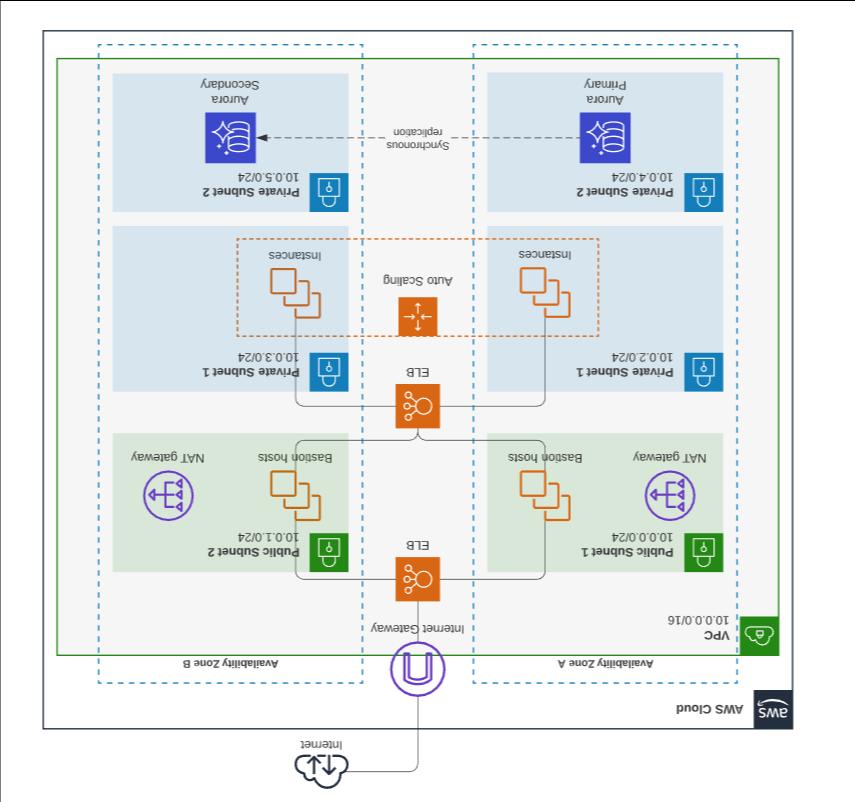 Internet
aws
AWS Cloud
Availability Zone A
Availability Zone B
VPC
10.0.0.0/16
Internet Gateway
ELB
Public Subnet 1
10.0.0.0/24
NAT gateway
Bastion hosts
Public Subnet 2
10.0.1.0/24
Bastion hosts
NAT gateway
ELB
Private Subnet 1
10.0.2.0/24
Instances
Private Subnet 1
10.0.3.0/24
Instances
Auto Scaling
Private Subnet 2
10.0.4.0/24
Aurora
Primary
Synchronous
replication
Private Subnet 2
10.0.5.0/24
Aurora
Secondary